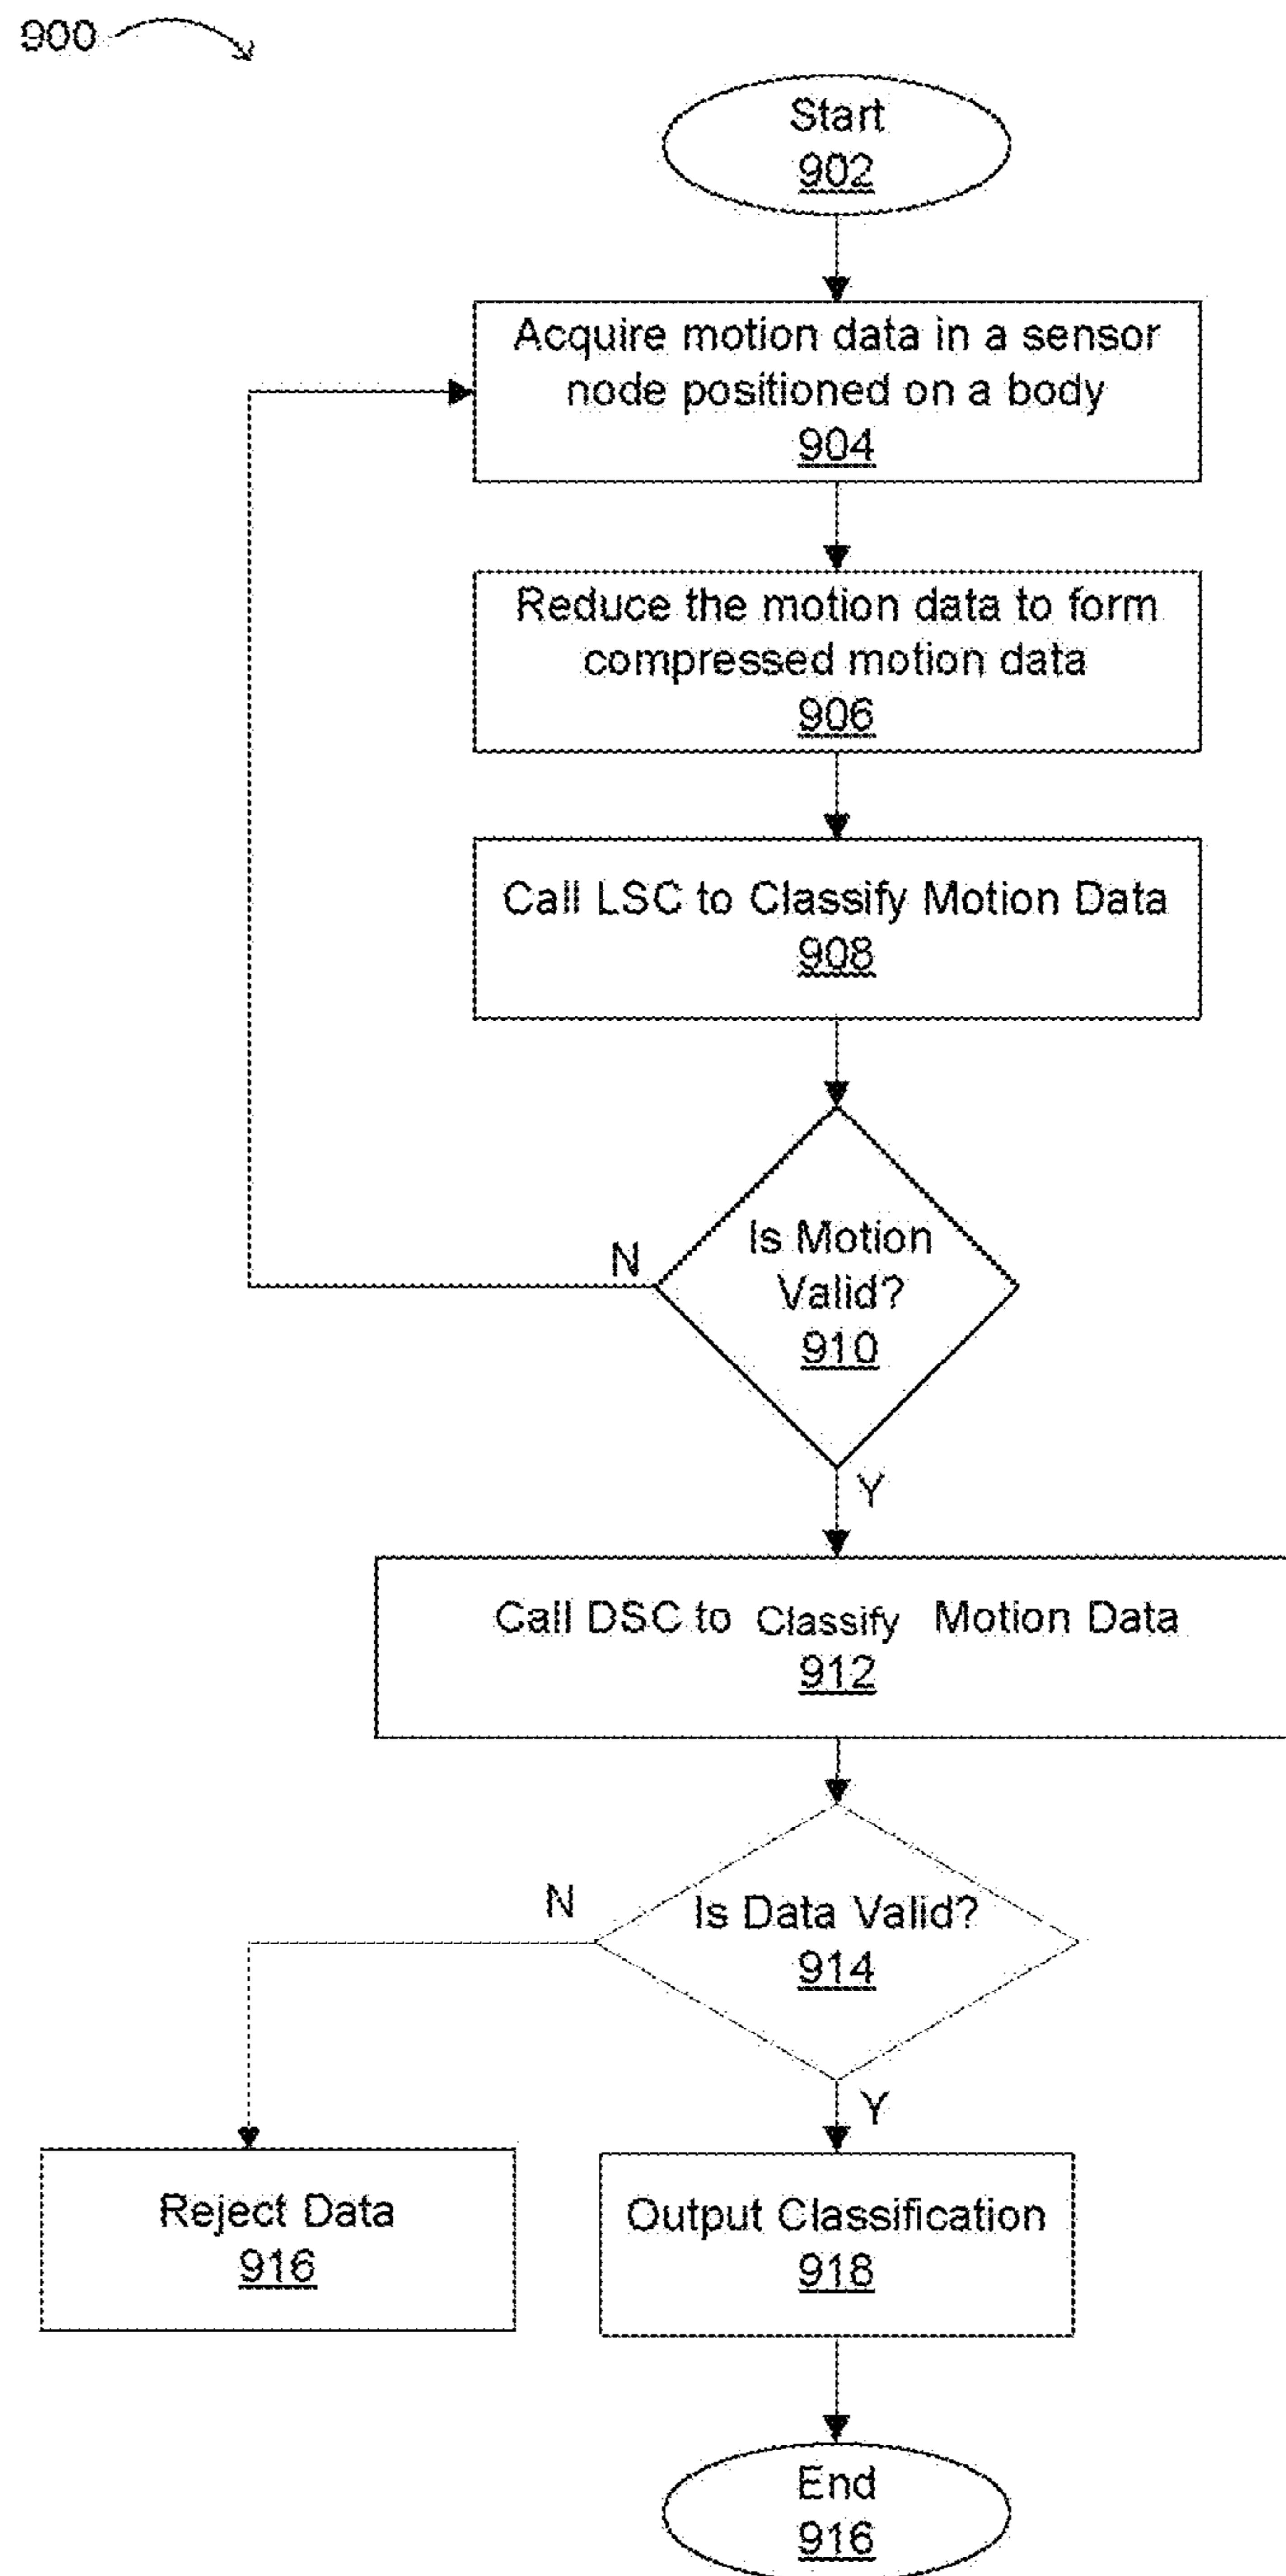 900
Start
902
Acquire motion data in a sensor
node positioned on a body
904
Reduce the motion data to form
compressed motion data
906
Call LSC to Classify Motion Data
908
Is Motion
Valid?
910
N
Y
Call DSC to Classify Motion Data
912
Is Data Valid?
914
N
Y
Reject Data
916
Output Classification
918
End
916